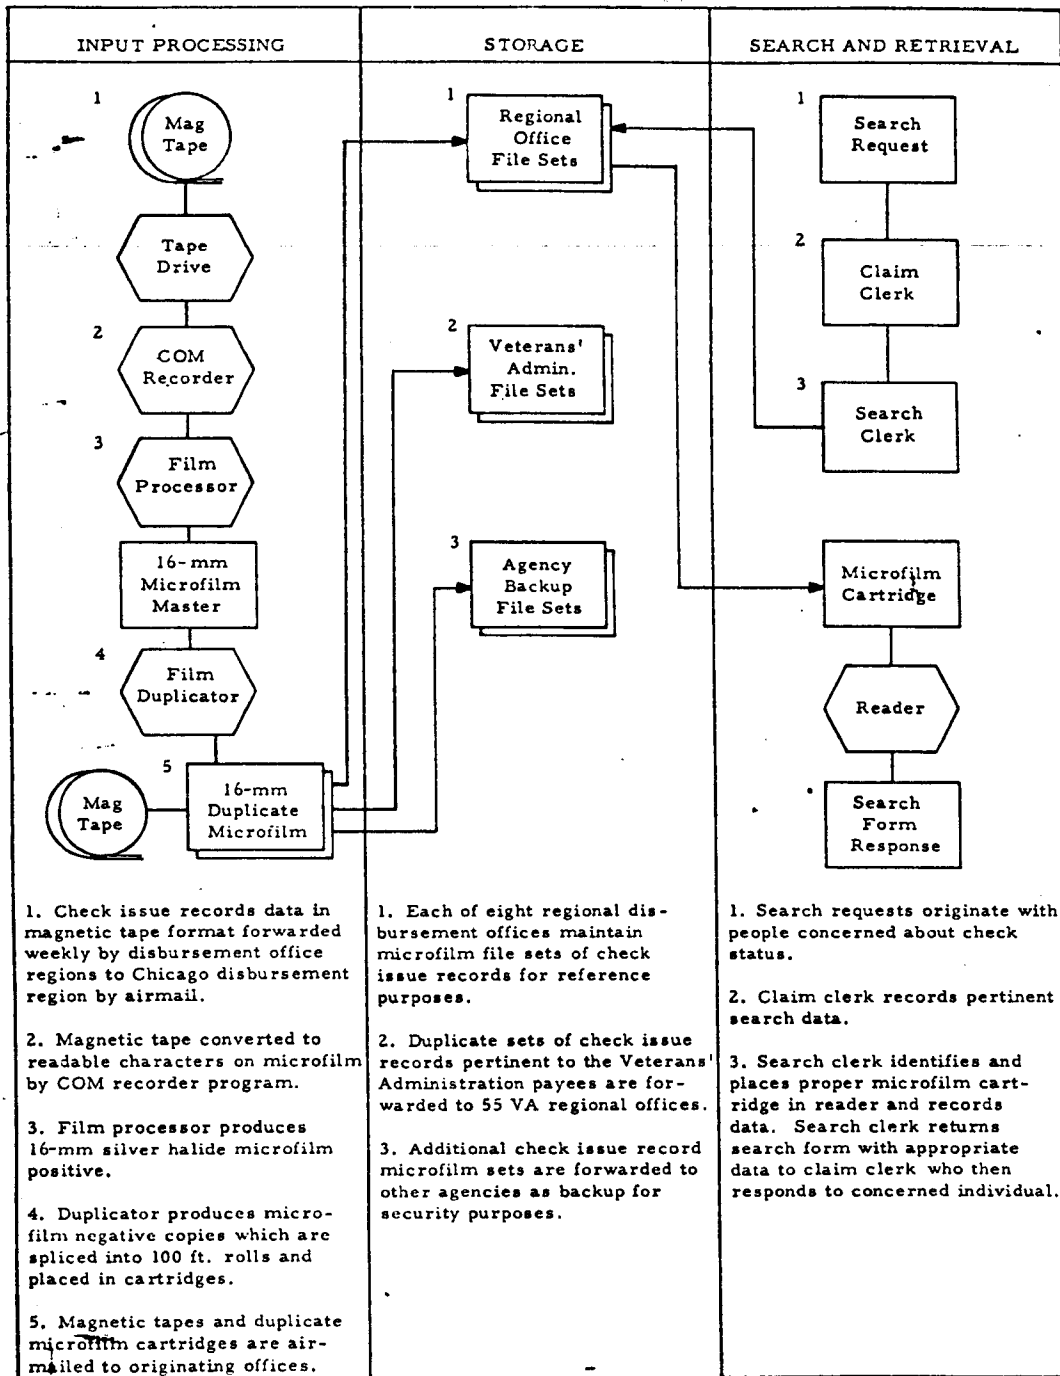 INPUT PROCESSING
1
Mag
Tape
Tape
Drive
2
COM
Recorder
3
Film
Processor
16-mm
Microfilm
Master
4
Film
Duplicator
5
Mag
Tape
16-mm
Duplicate
Microfilm
1. Check issue records data in
magnetic tape format forwarded
weekly by disbursement office
regions to Chicago disbursement
region by airmail.
2. Magnetic tape converted to
readable characters on microfilm
by COM recorder program.
3. Film processor produces
16-mm silver halide microfilm
positive.
4. Duplicator produces micro-
film negative copies which are
spliced into 100 ft. rolls and
placed in cartridges.
5. Magnetic tapes and duplicate
microfilm cartridges are air-
mailed to originating offices.
STORAGE
1
Regional
Office
File Sets
2
Veterans'
Admin.
File Sets
3
Agency
Backup
File Sets
1. Each of eight regional dis-
bursement offices maintain
microfilm file sets of check
issue records for reference
purposes.
2. Duplicate sets of check issue
records pertinent to the Veterans'
Administration payees are for-
warded to 55 VA regional offices.
3. Additional check issue record
microfilm sets are forwarded to
other agencies as backup for
security purposes.
SEARCH AND RETRIEVAL
1
Search
Request
2
Claim
Clerk
3
Search
Clerk
Microfilm
Cartridge
Reader
Search
Form
Response
1. Search requests originate with
people concerned about check
status.
2. Claim clerk records pertinent
search data.
3. Search clerk identifies and
places proper microfilm cart-
ridge in reader and records
data. Search clerk returns
search form with appropriate
data to claim clerk who then
responds to concerned individual.